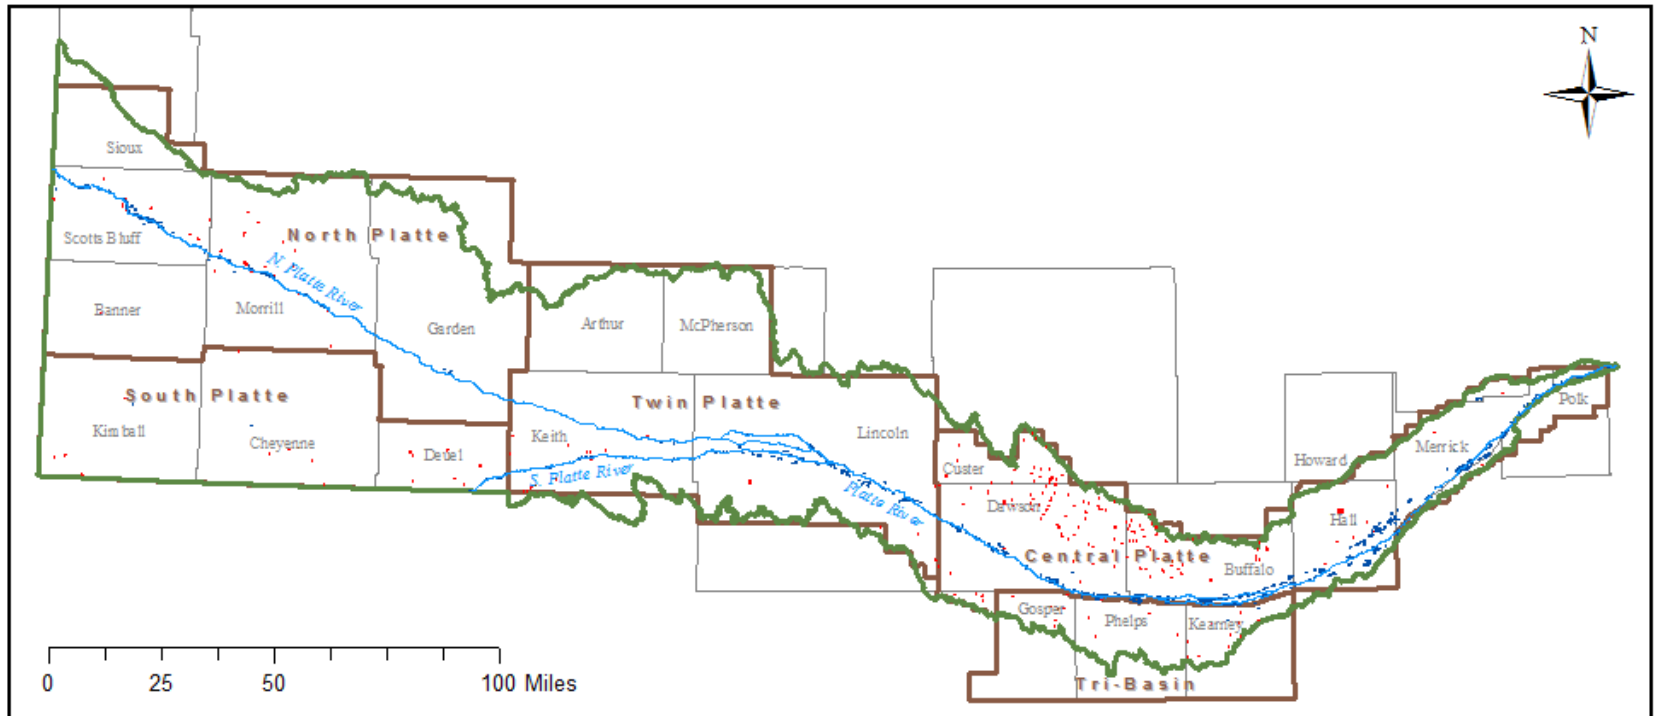 N
Sioux
North Platte
Scotts Bluff
N. Platte River
Banner
Morrill
Garden
Arthur
McPherson
South Platte
Twin Platte
Polk
Kimball
Cheyenne
Deuel
Keith
Lincoln
S. Platte River
Platte River
Custer
Howard
Merrick
Dawson
Hall
Central Platte
Buffalo
Gosper
Phelps
Kearney
Tri-Basin
0 25 50 100 Miles